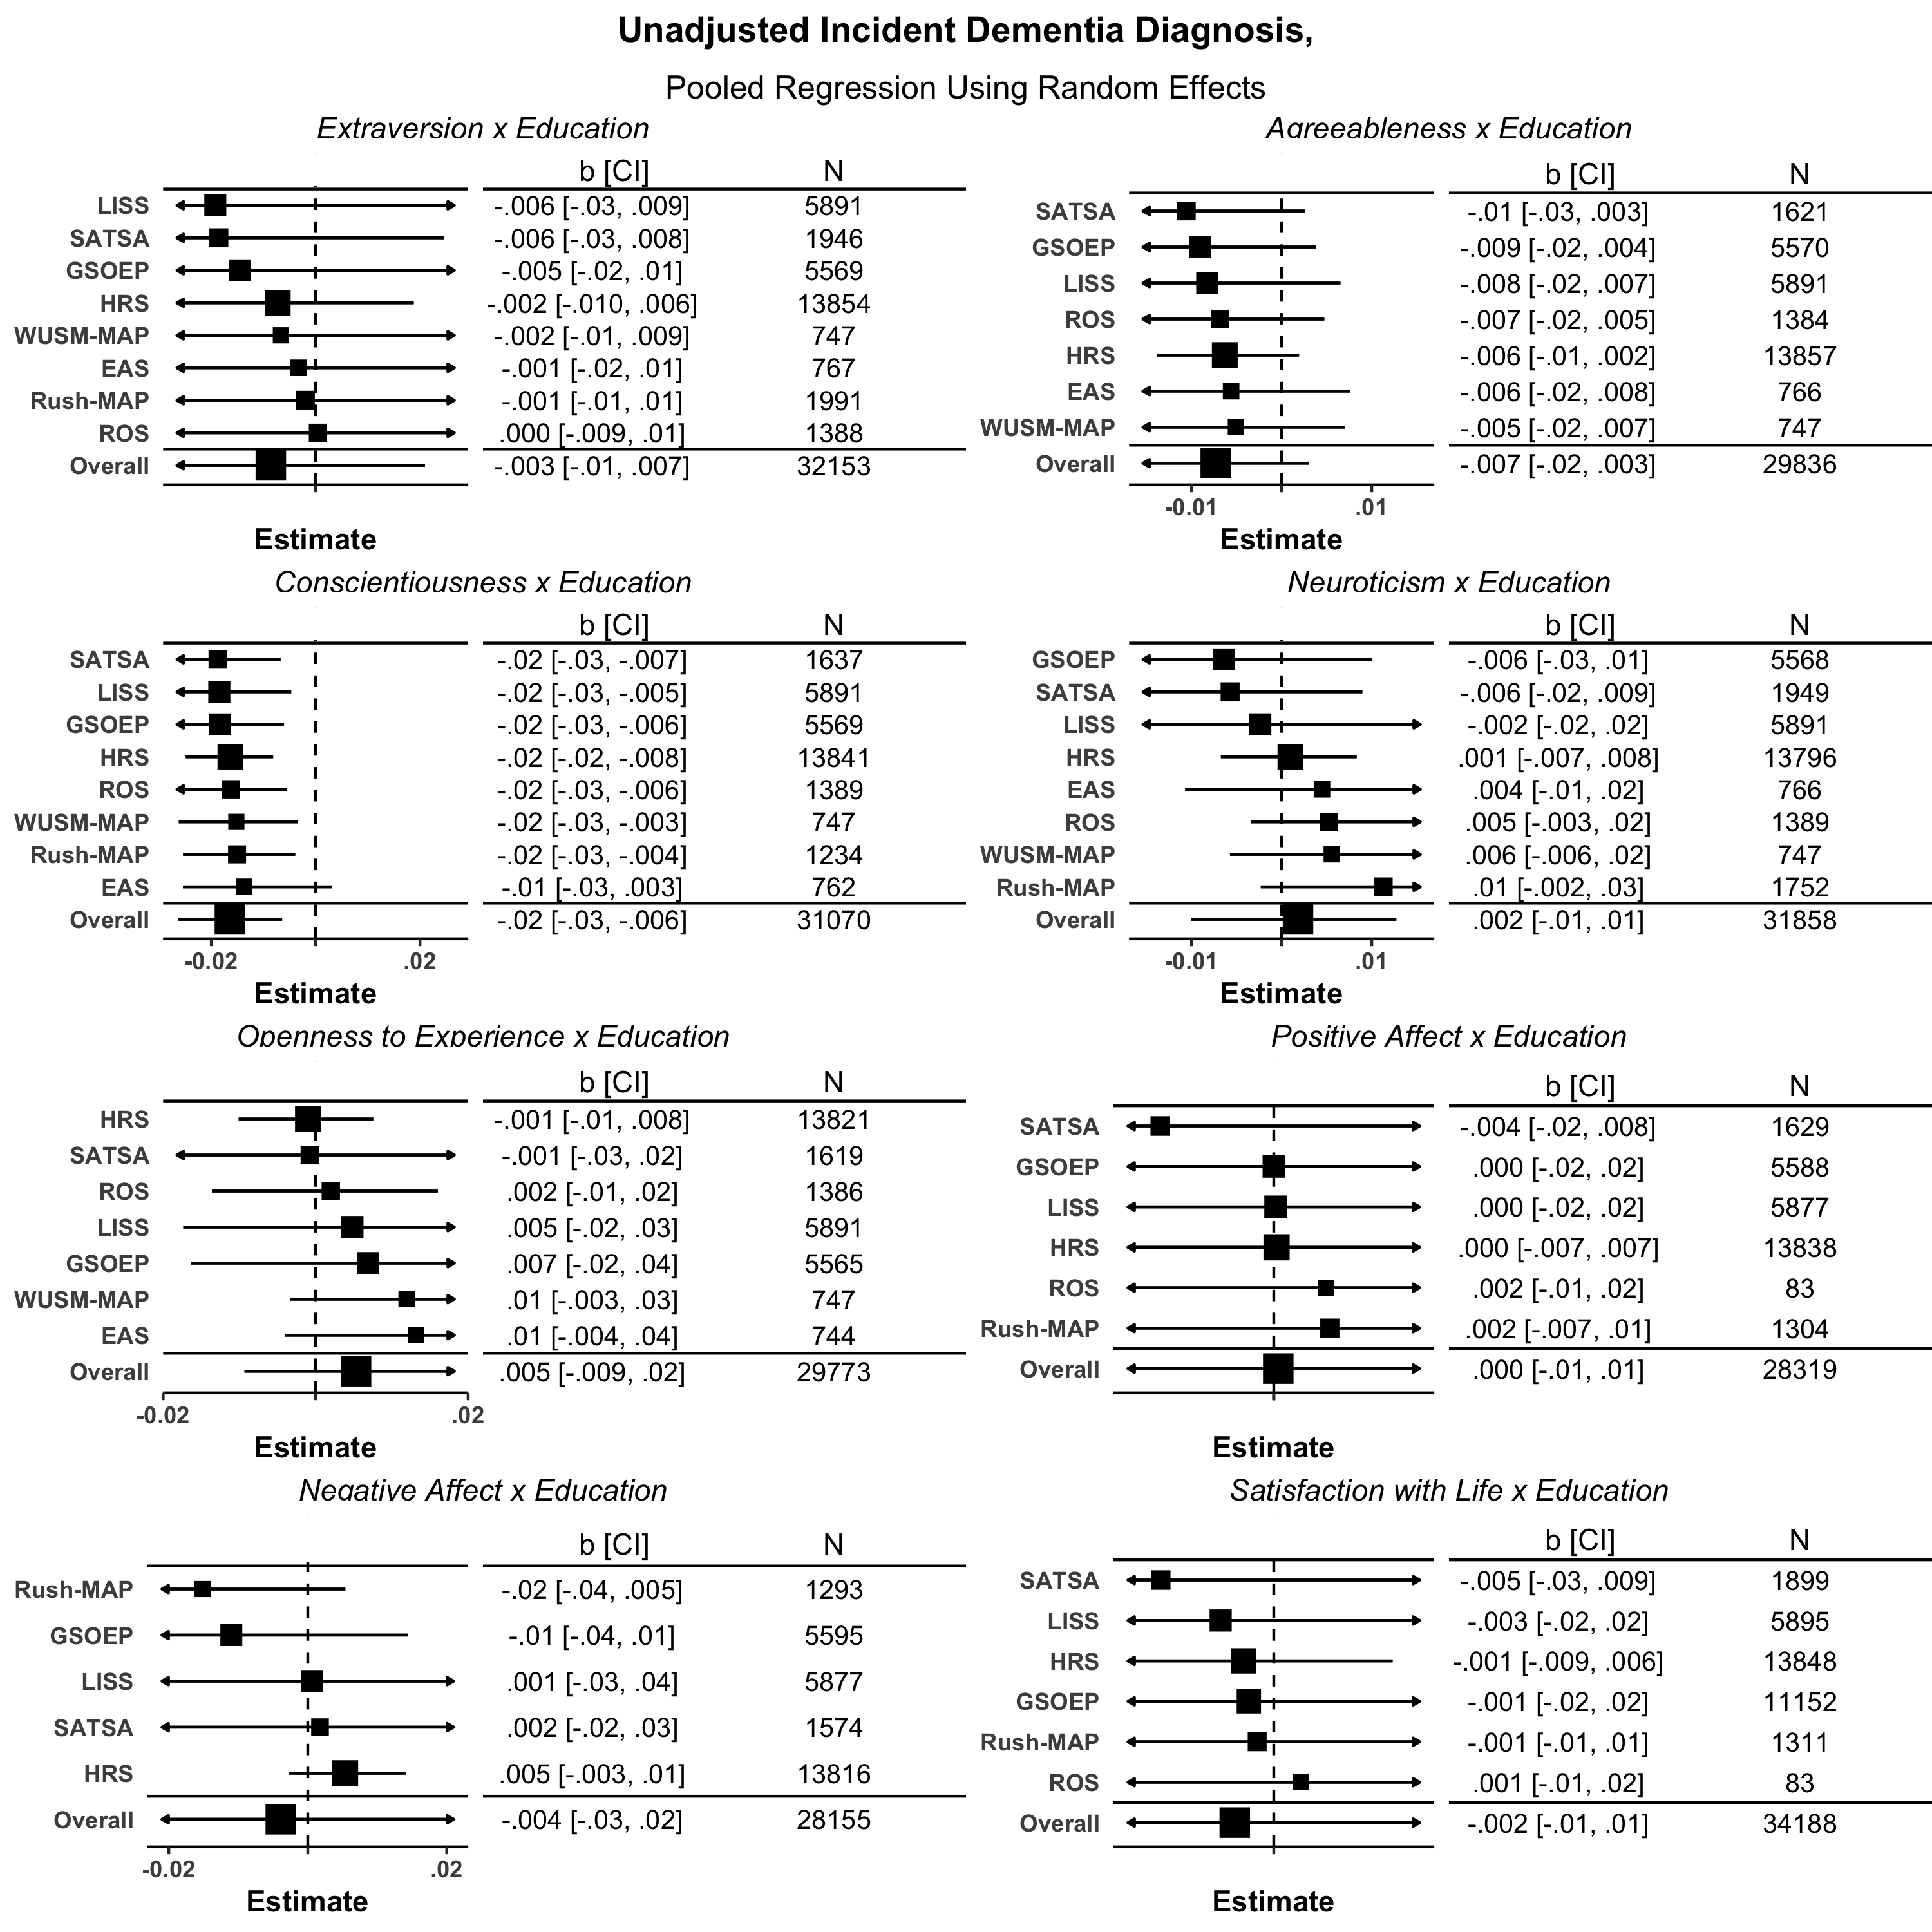 Unadjusted Incident Dementia Diagnosis,
Pooled Regression Using Random Effects
Extraversion x Education
b [CI] N
LISS -.006 [-.03, .009] 5891
SATSA -.006 [-.03, .008] 1946
GSOEP -.005 [-.02, .01] 5569
HRS -.002 [-.010, .006] 13854
WUSM-MAP -.002 [-.01, .009] 747
EAS -.001 [-.02, .01] 767
Rush-MAP -.001 [-.01, .01] 1991
ROS .000 [-.009, .01] 1388
Overall -.003 [-.01, .007] 32153
Estimate
Agreeableness x Education
b [CI] N
SATSA -.01 [-.03, .003] 1621
GSOEP -.009 [-.02, .004] 5570
LISS -.008 [-.02, .007] 5891
ROS -.007 [-.02, .005] 1384
HRS -.006 [-.01, .002] 13857
EAS -.006 [-.02, .008] 766
WUSM-MAP -.005 [-.02, .007] 747
Overall -.007 [-.02, .003] 29836
-0.01 .01
Estimate
Conscientiousness x Education
b [CI] N
SATSA -.02 [-.03, -.007] 1637
LISS -.02 [-.03, -.005] 5891
GSOEP -.02 [-.03, -.006] 5569
HRS -.02 [-.02, -.008] 13841
ROS -.02 [-.03, -.006] 1389
WUSM-MAP -.02 [-.03, -.003] 747
Rush-MAP -.02 [-.03, -.004] 1234
EAS -.01 [-.03, .003] 762
Overall -.02 [-.03, -.006] 31070
-0.02 .02
Estimate
Neuroticism x Education
b [CI] N
GSOEP -.006 [-.03, .01] 5568
SATSA -.006 [-.02, .009] 1949
LISS -.002 [-.02, .02] 5891
HRS .001 [-.007, .008] 13796
EAS .004 [-.01, .02] 766
ROS .005 [-.003, .02] 1389
WUSM-MAP .006 [-.006, .02] 747
Rush-MAP .01 [-.002, .03] 1752
Overall .002 [-.01, .01] 31858
-0.01 .01
Estimate
Openness to Experience x Education
b [CI] N
HRS -.001 [-.01, .008] 13821
SATSA -.001 [-.03, .02] 1619
ROS .002 [-.01, .02] 1386
LISS .005 [-.02, .03] 5891
GSOEP .007 [-.02, .04] 5565
WUSM-MAP .01 [-.003, .03] 747
EAS .01 [-.004, .04] 744
Overall .005 [-.009, .02] 29773
-0.02 .02
Estimate
Positive Affect x Education
b [CI] N
SATSA -.004 [-.02, .008] 1629
GSOEP .000 [-.02, .02] 5588
LISS .000 [-.02, .02] 5877
HRS .000 [-.007, .007] 13838
ROS .002 [-.01, .02] 83
Rush-MAP .002 [-.007, .01] 1304
Overall .000 [-.01, .01] 28319
Estimate
Negative Affect x Education
b [CI] N
Rush-MAP -.02 [-.04, .005] 1293
GSOEP -.01 [-.04, .01] 5595
LISS .001 [-.03, .04] 5877
SATSA .002 [-.02, .03] 1574
HRS .005 [-.003, .01] 13816
Overall -.004 [-.03, .02] 28155
-0.02 .02
Estimate
Satisfaction with Life x Education
b [CI] N
SATSA -.005 [-.03, .009] 1899
LISS -.003 [-.02, .02] 5895
HRS -.001 [-.009, .006] 13848
GSOEP -.001 [-.02, .02] 11152
Rush-MAP -.001 [-.01, .01] 1311
ROS .001 [-.01, .02] 83
Overall -.002 [-.01, .01] 34188
Estimate